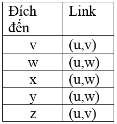 Đích đến Link
v (u,v)
w (u,w)
x (u,w)
y (u,w)
z (u,v)